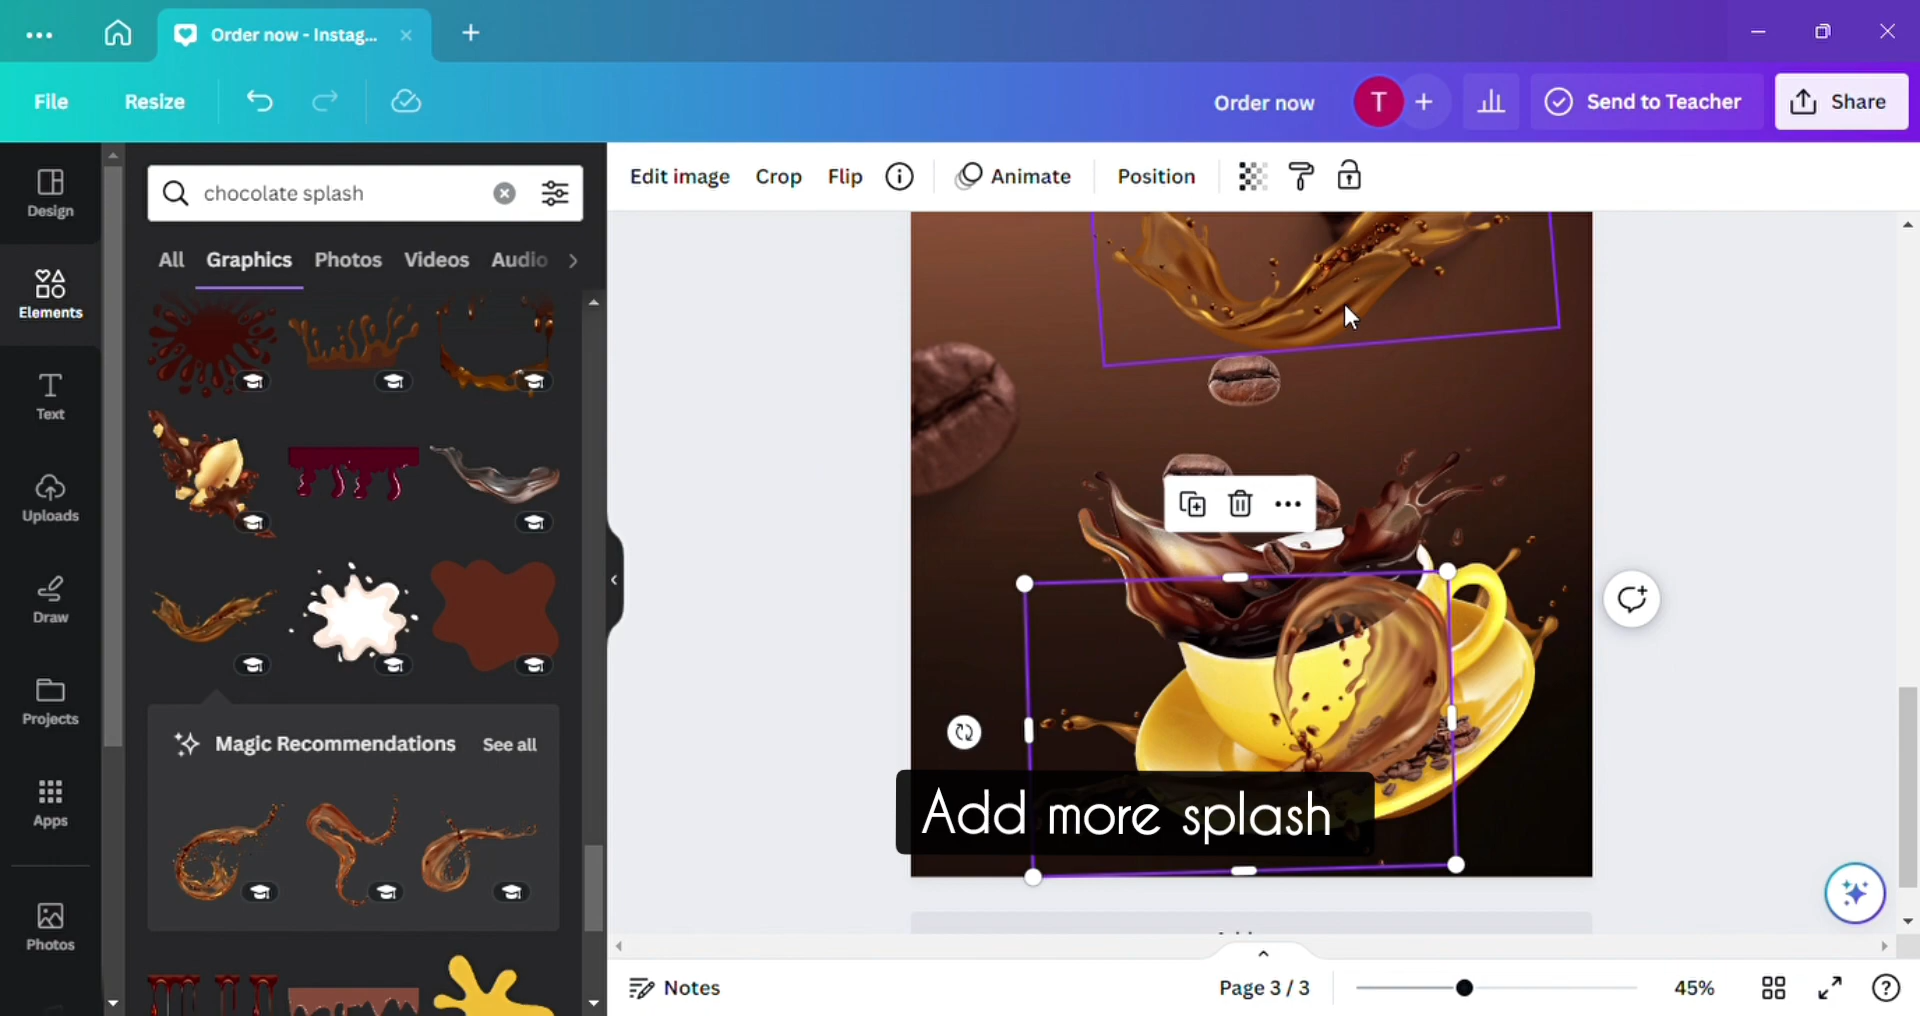 Order now - Instag...
File
Resize
Order now
T
Send to Teacher
Share
Design
Elements
Text
Uploads
Draw
Projects
Apps
Photos
chocolate splash
All
Graphics
Photos
Videos
Audio
Magic Recommendations
See all
Edit image
Crop
Flip
Animate
Position
Add more splash
Notes
Page 3 / 3
45%